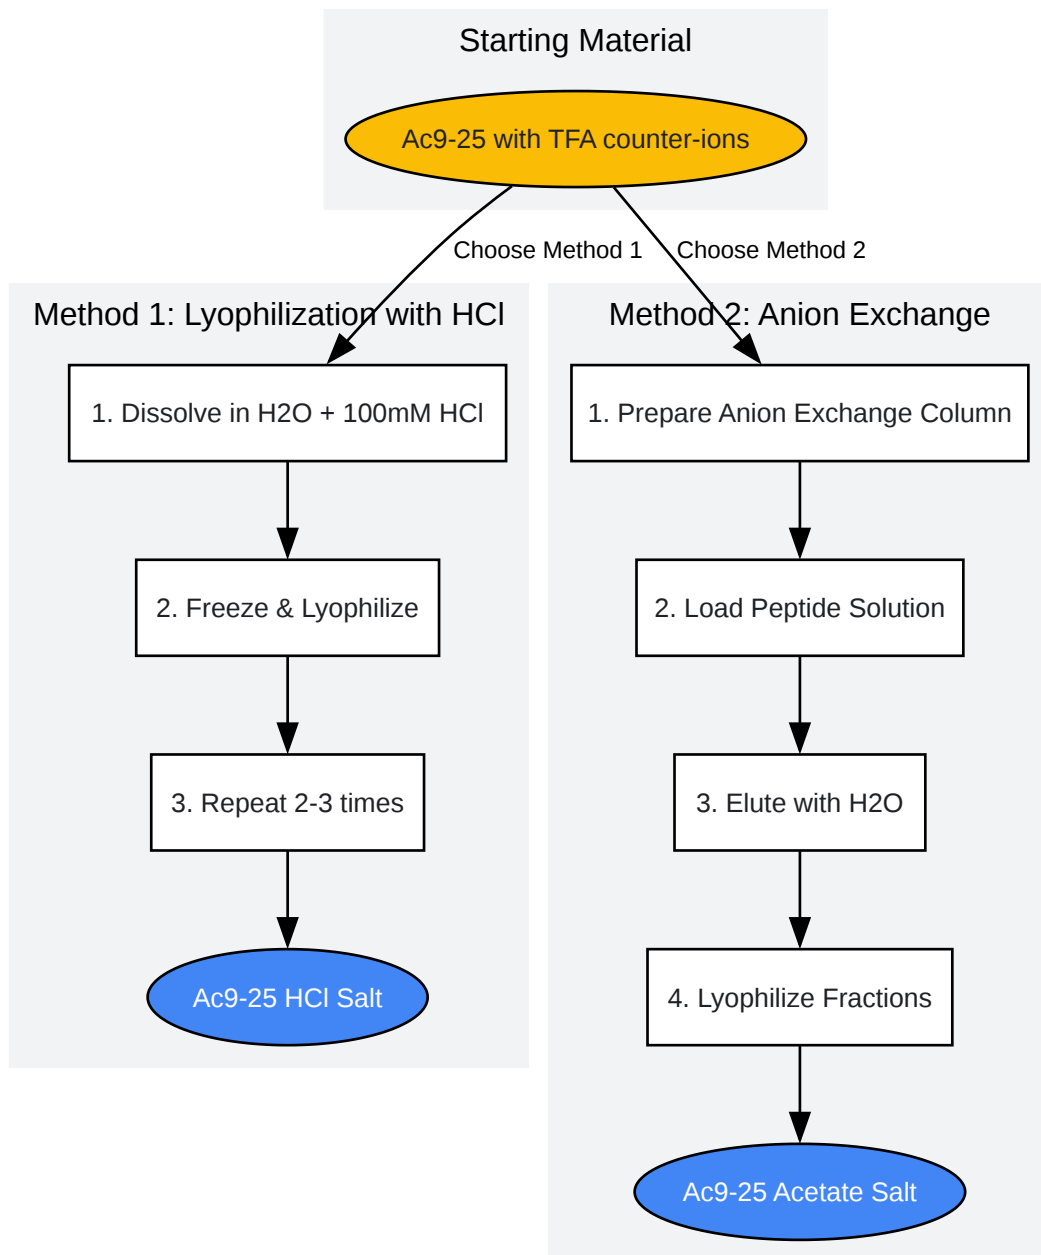 Starting Material
Ac9-25 with TFA counter-ions
Choose Method 1
Choose Method 2
Method 1: Lyophilization with HCl
1. Dissolve in H2O + 100mM HCl
2. Freeze & Lyophilize
3. Repeat 2-3 times
Ac9-25 HCl Salt
Method 2: Anion Exchange
1. Prepare Anion Exchange Column
2. Load Peptide Solution
3. Elute with H2O
4. Lyophilize Fractions
Ac9-25 Acetate Salt